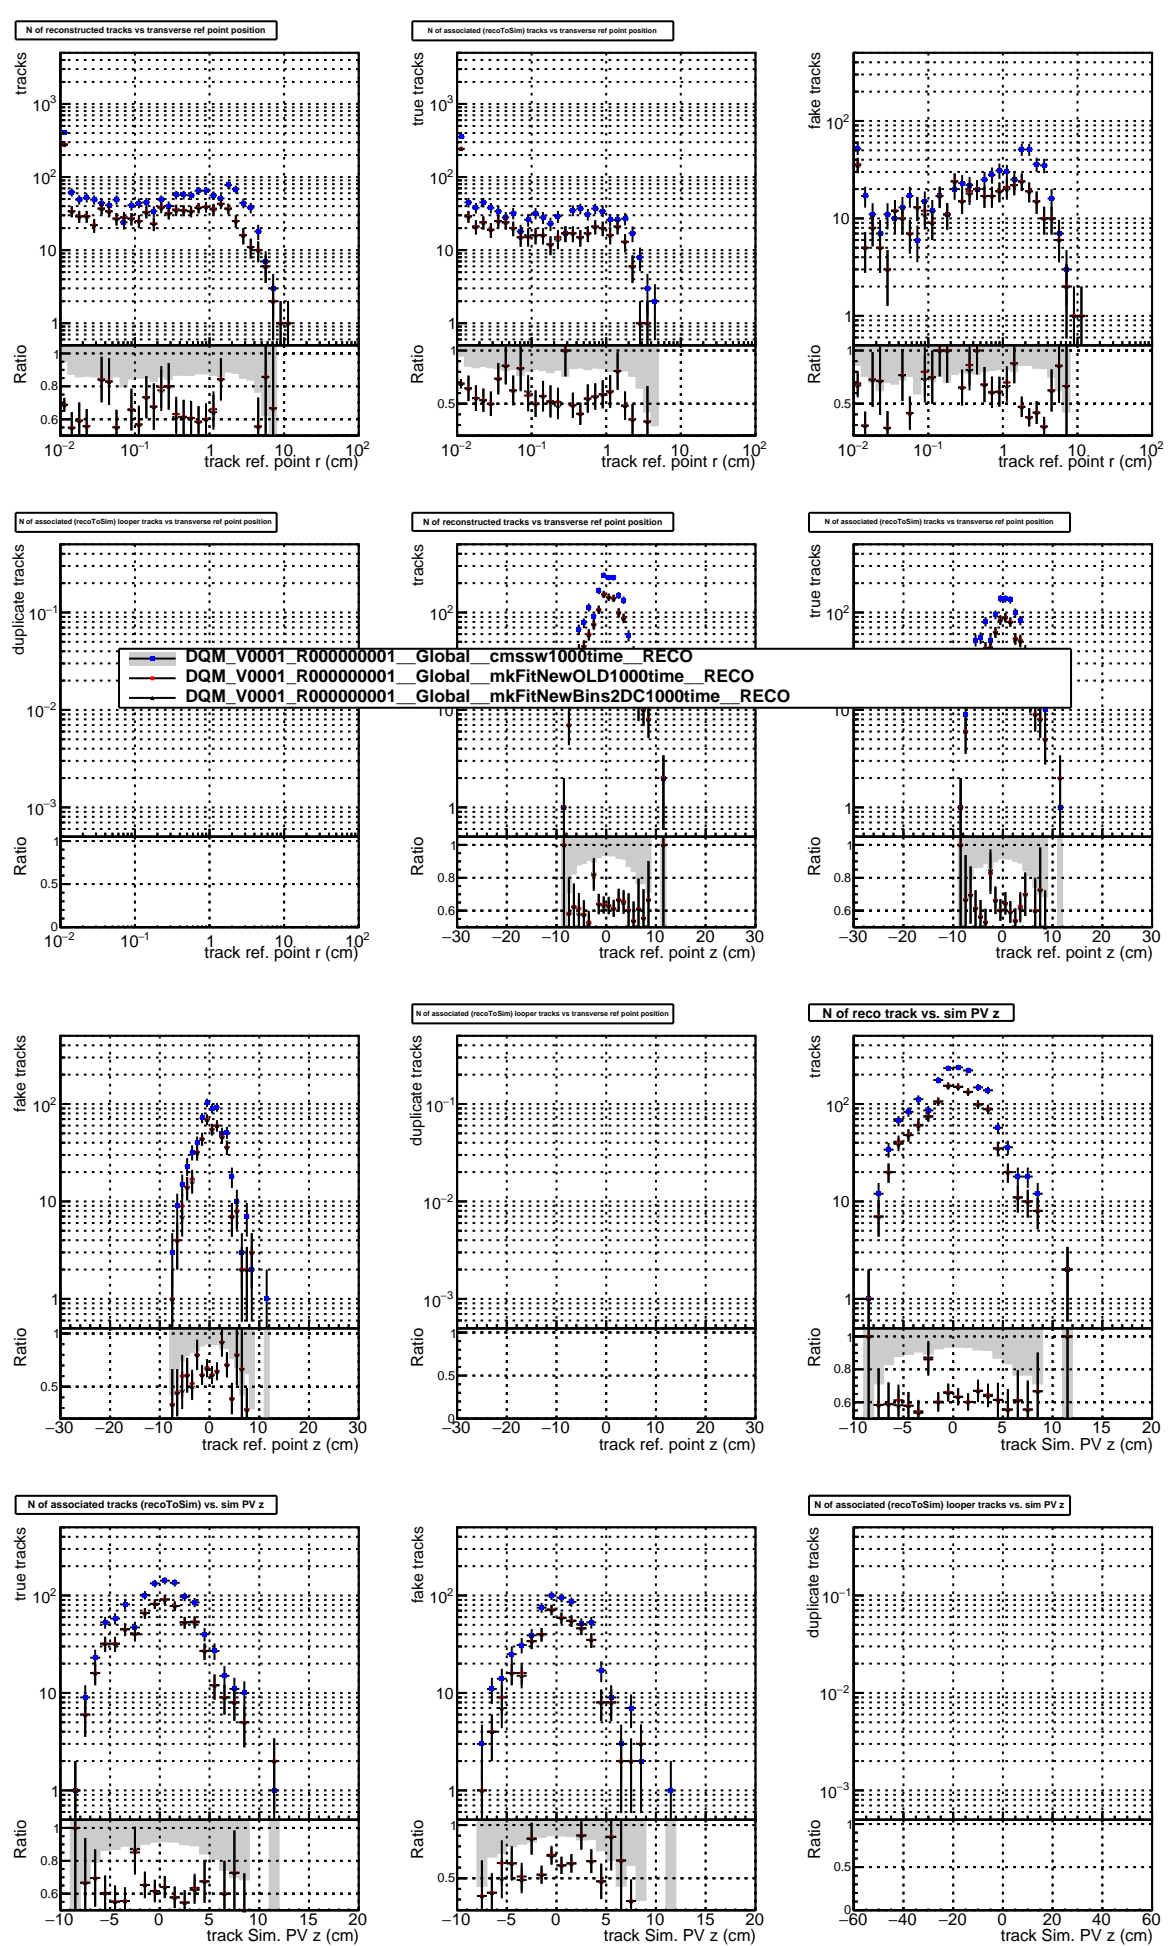 N of reconstructed tracks vs transverse ref point position
N of associated (recoToSim) tracks vs transverse ref point position
tracks
10³
10²
10
1
Ratio
1
0.8
0.6
10⁻² 10⁻¹ 1 10 10²
track ref. point r (cm)
true tracks
10³
10²
10
1
Ratio
1
0.5
10⁻² 10⁻¹ 1 10 10²
track ref. point r (cm)
fake tracks
10²
10
1
Ratio
1
0.5
10⁻² 10⁻¹ 1 10 10²
track ref. point r (cm)
N of associated (recoToSim) looper tracks vs transverse ref point position
N of reconstructed tracks vs transverse ref point position
N of associated (recoToSim) tracks vs transverse ref point position
duplicate tracks
10⁻¹
10⁻²
10⁻³
Ratio
1
0.5
0
10⁻² 10⁻¹ 1 10 10²
track ref. point r (cm)
tracks
10²
10
1
Ratio
1
0.8
0.6
−30 −20 −10 0 10 20 30
track ref. point z (cm)
true tracks
10²
10
1
Ratio
1
0.8
0.6
−30 −20 −10 0 10 20 30
track ref. point z (cm)
DQM_V0001_R000000001__Global__cmssw1000time__RECO
DQM_V0001_R000000001__Global__mkFitNewOLD1000time__RECO
DQM_V0001_R000000001__Global__mkFitNewBins2DC1000time__RECO
N of associated (recoToSim) looper tracks vs transverse ref point position
N of reco track vs. sim PV z
fake tracks
10²
10
1
Ratio
1
0.5
−30 −20 −10 0 10 20 30
track ref. point z (cm)
duplicate tracks
10⁻¹
10⁻²
10⁻³
Ratio
1
0.5
0
−30 −20 −10 0 10 20 30
track ref. point z (cm)
tracks
10²
10
1
Ratio
1
0.8
0.6
−10 −5 0 5 10 15 20
track Sim. PV z (cm)
N of associated tracks (recoToSim) vs. sim PV z
N of associated (recoToSim) looper tracks vs. sim PV z
true tracks
10²
10
1
Ratio
1
0.8
0.6
−10 −5 0 5 10 15 20
track Sim. PV z (cm)
fake tracks
10²
10
1
Ratio
1
0.5
−10 −5 0 5 10 15 20
track Sim. PV z (cm)
duplicate tracks
10⁻¹
10⁻²
10⁻³
Ratio
1
0.5
0
−60 −40 −20 0 20 40 60
track Sim. PV z (cm)